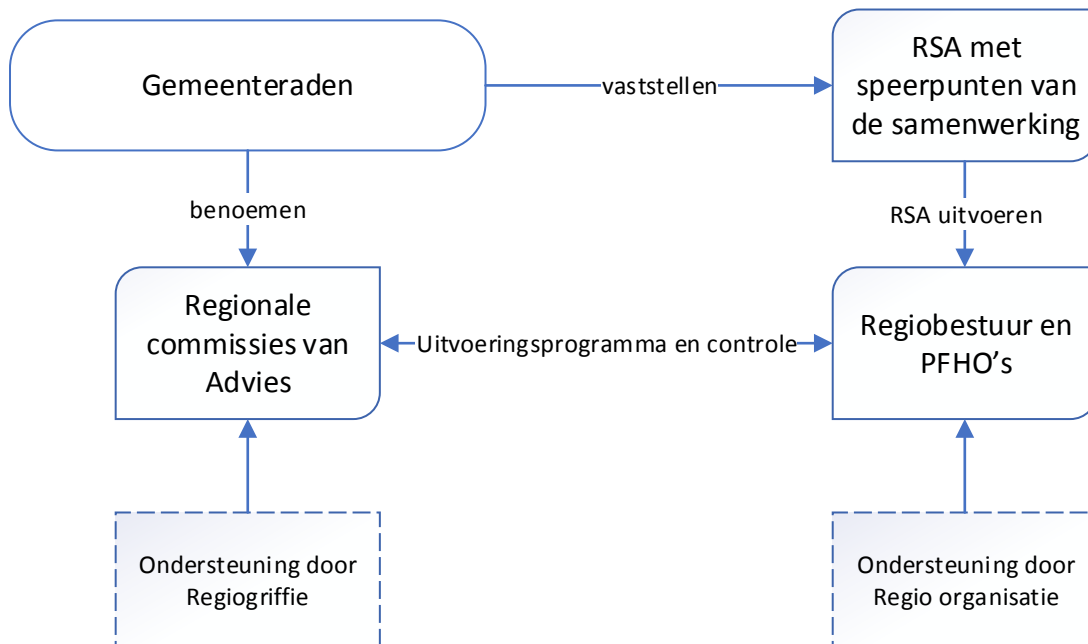 Gemeenteraden
vaststellen
RSA met
speerpunten van
de samenwerking
benoemen
RSA uitvoeren
Regionale
commissies van
Advies
Uitvoeringsprogramma en controle
Regiobestuur en
PFHO’s
Ondersteuning door
Regiogriffie
Ondersteuning door
Regio organisatie